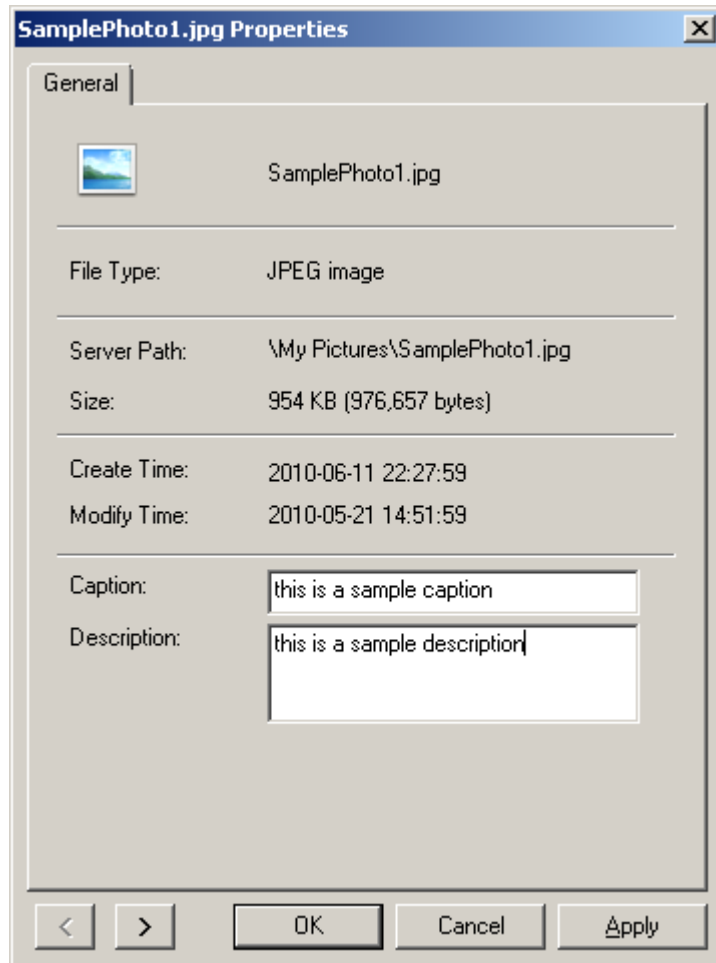 SamplePhoto1.jpg Properties
General
SamplePhoto1.jpg
File Type: JPEG image
Server Path: \My Pictures\SamplePhoto1.jpg
Size: 954 KB (976,657 bytes)
Create Time: 2010-06-11 22:27:59
Modify Time: 2010-05-21 14:51:59
Caption: this is a sample caption
Description: this is a sample description
< > OK Cancel Apply